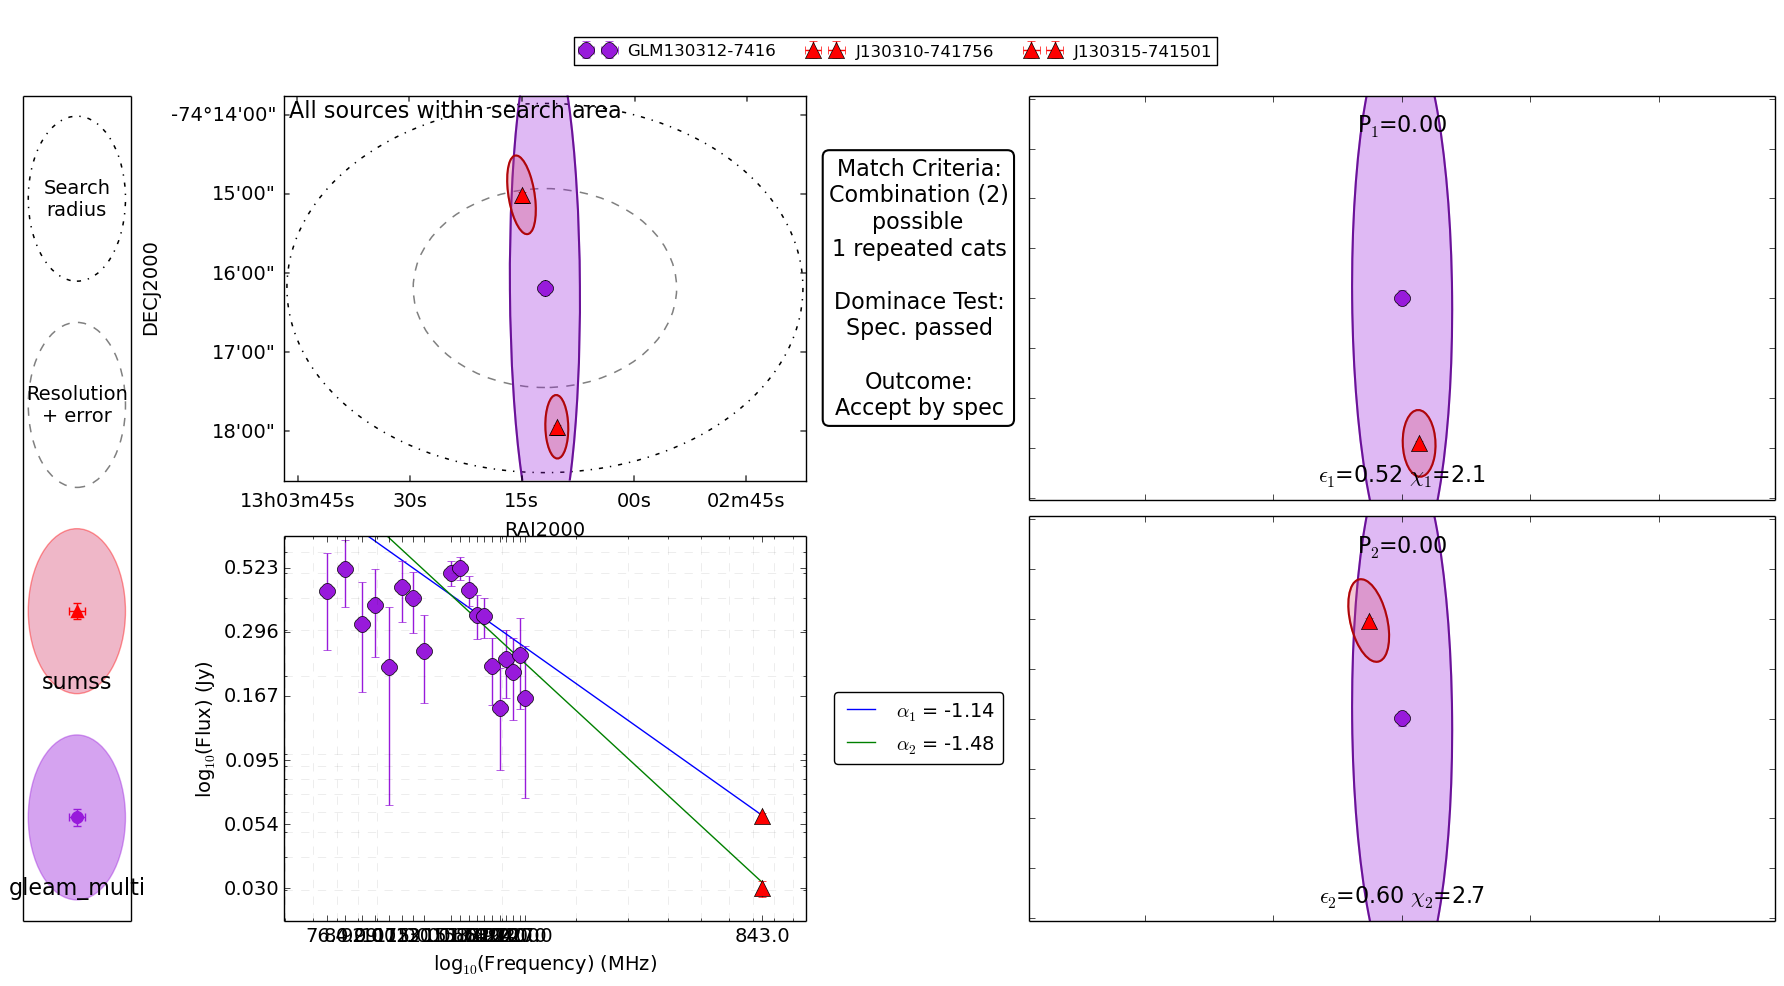 GLM130312-7416 J130310-741756 J130315-741501
Search
radius
Resolution
+ error
sumss
gleam_multi
All sources within search area
DECJ2000
-74°14'00"
15'00"
16'00"
17'00"
18'00"
13h03m45s 30s 15s 00s 02m45s
RAJ2000
Match Criteria:
Combination (2)
possible
1 repeated cats
Dominace Test:
Spec. passed
Outcome:
Accept by spec
P1=0.00
ϵ1=0.52 χ1=2.1
log10(Flux) (Jy)
0.523
0.296
0.167
0.095
0.054
0.030
843.0
log10(Frequency) (MHz)
α1 = -1.14
α2 = -1.48
P2=0.00
ϵ2=0.60 χ2=2.7